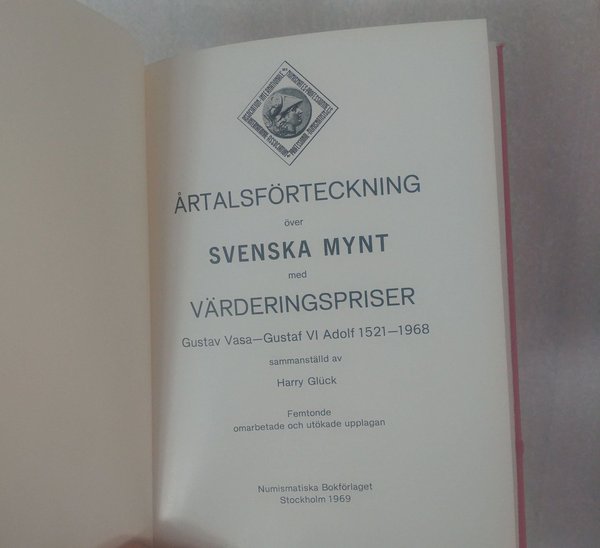 ÅRTALSFÖRTECKNING
över
SVENSKA MYNT
med
VÄRDERINGSPRISER
Gustav Vasa—Gustaf VI Adolf 1521—1968
sammanställd av
Harry Glück
Femtonde
omarbetade och utökade upplagan
Numismatiska Bokförlaget
Stockholm 1969